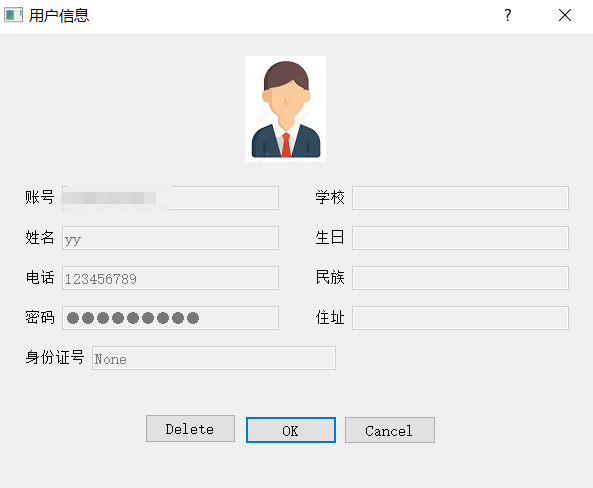 用户信息
账号
学校
姓名 yy
生日
电话 123456789
民族
密码 ●●●●●●●●●
住址
身份证号 None
Delete OK Cancel